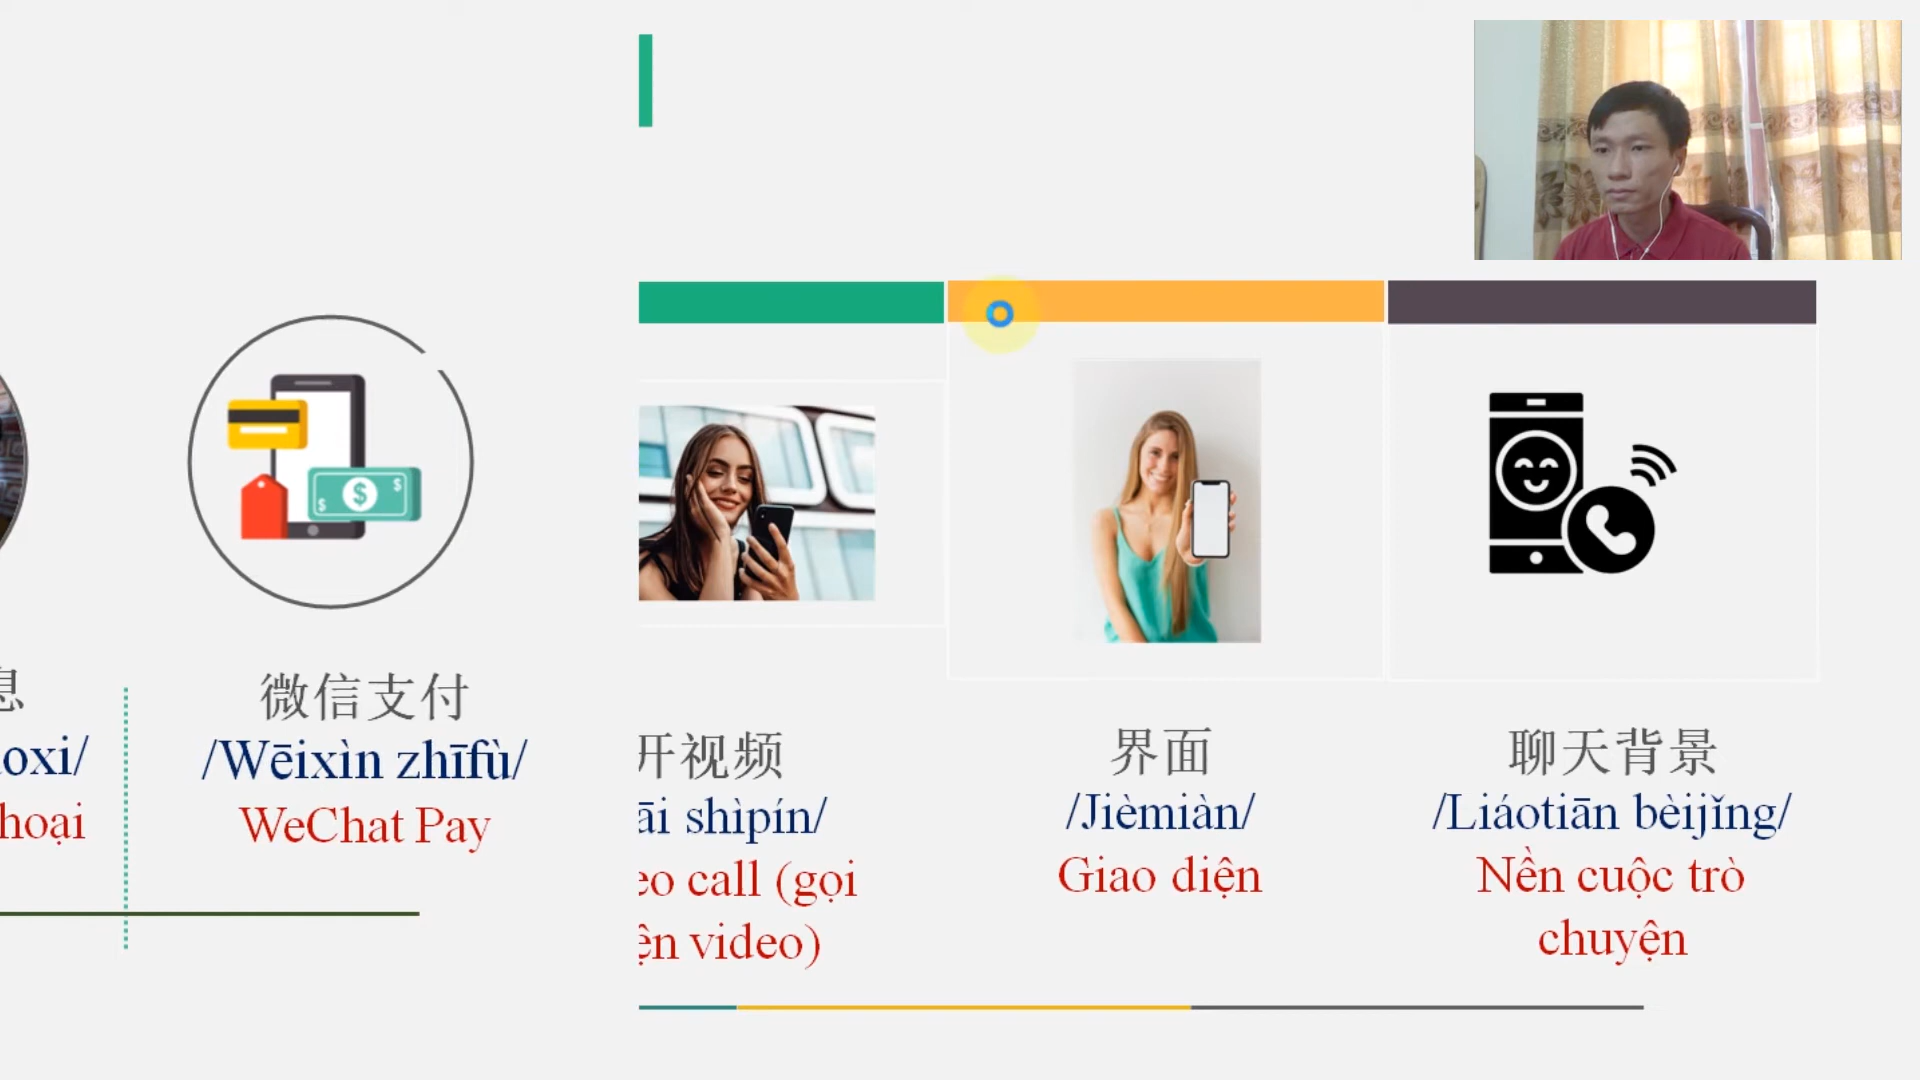 息
oxi/
hoại
微信支付
/Wēixìn zhīfù/
WeChat Pay
开视频
āi shìpín/
eo call (gọi
ện video)
界面
/Jièmiàn/
Giao diện
聊天背景
/Liáotiān bèijǐng/
Nền cuộc trò
chuyện